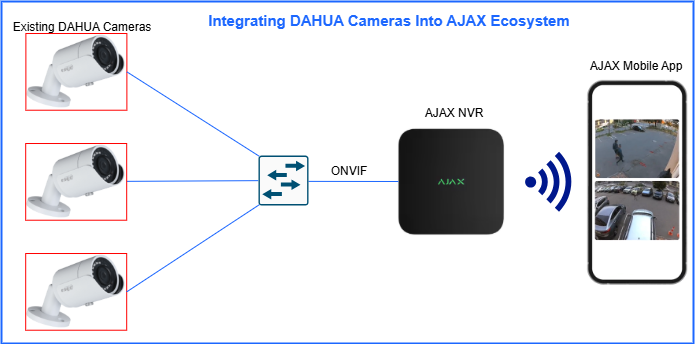 Integrating DAHUA Cameras Into AJAX Ecosystem
Existing DAHUA Cameras
AJAX NVR
AJAX Mobile App
ONVIF
AJAX